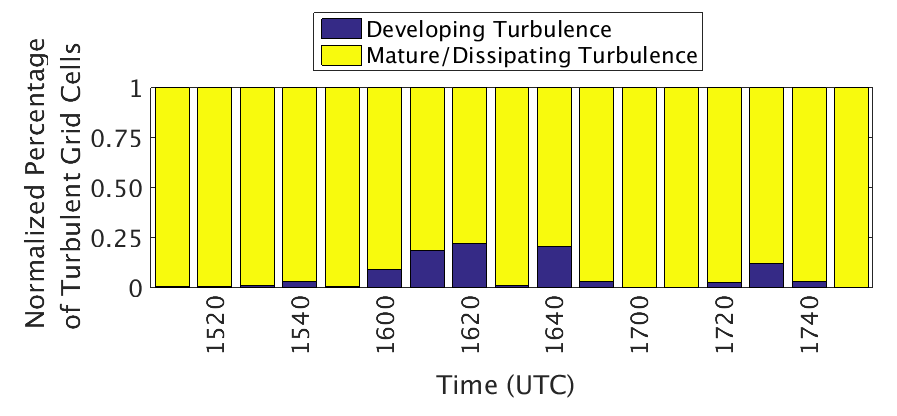 Developing Turbulence
Mature/Dissipating Turbulence
Normalized Percentage
of Turbulent Grid Cells
1
0.75
0.50
0.25
0
1520
1540
1600
1620
1640
1700
1720
1740
Time (UTC)